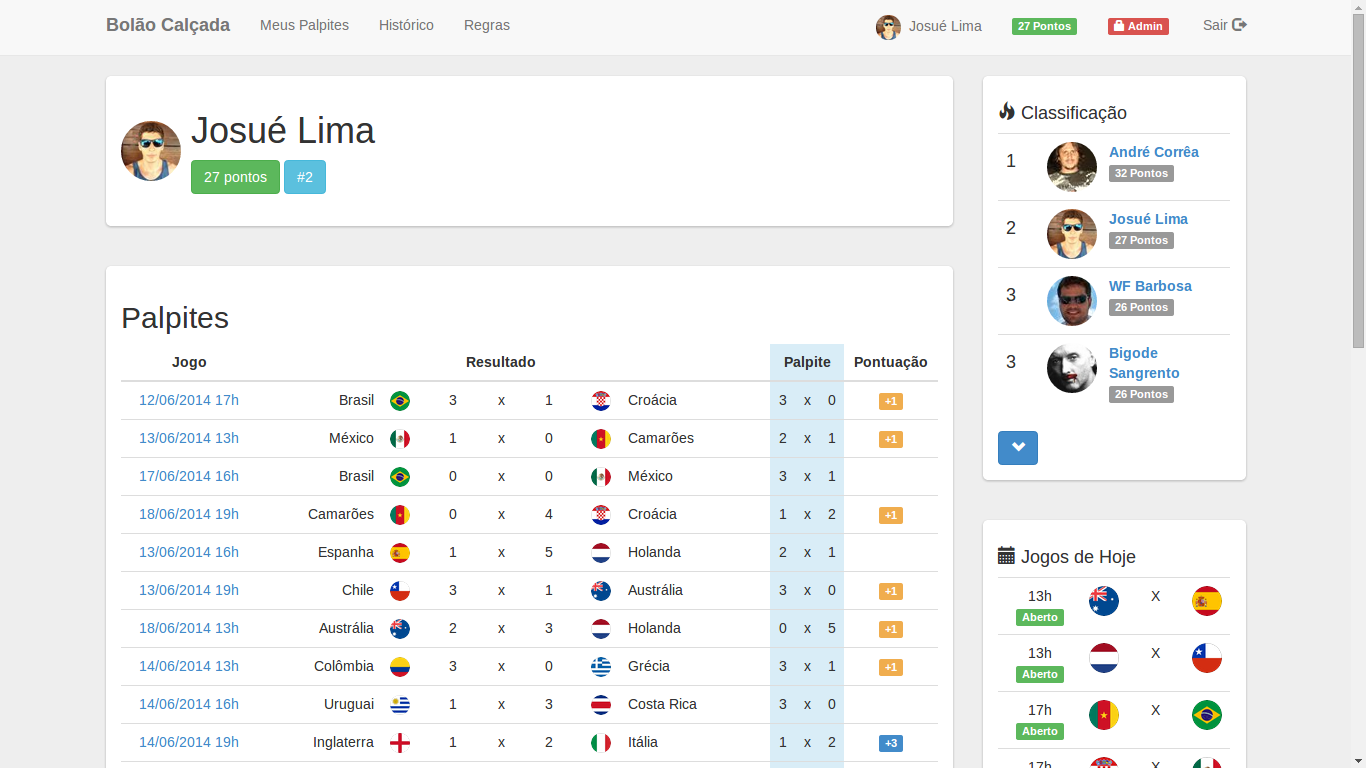 Bolão Calçada Meus Palpites Histórico Regras Josué Lima 27 Pontos Admin Sair
Josué Lima
27 pontos #2
Palpites
Jogo Resultado Palpite Pontuação
12/06/2014 17h Brasil 3 x 1 Croácia 3 x 0 +1
13/06/2014 13h México 1 x 0 Camarões 2 x 1 +1
17/06/2014 16h Brasil 0 x 0 México 3 x 1
18/06/2014 19h Camarões 0 x 4 Croácia 1 x 2 +1
13/06/2014 16h Espanha 1 x 5 Holanda 2 x 1
13/06/2014 19h Chile 3 x 1 Austrália 3 x 0 +1
18/06/2014 13h Austrália 2 x 3 Holanda 0 x 5 +1
14/06/2014 13h Colômbia 3 x 0 Grécia 3 x 1 +1
14/06/2014 16h Uruguai 1 x 3 Costa Rica 3 x 0
14/06/2014 19h Inglaterra 1 x 2 Itália 1 x 2 +3
Classificação
1 André Corrêa
32 Pontos
2 Josué Lima
27 Pontos
3 WF Barbosa
26 Pontos
3 Bigode
Sangrento
26 Pontos
Jogos de Hoje
13h X
Aberto
13h X
Aberto
17h X
Aberto
17h X